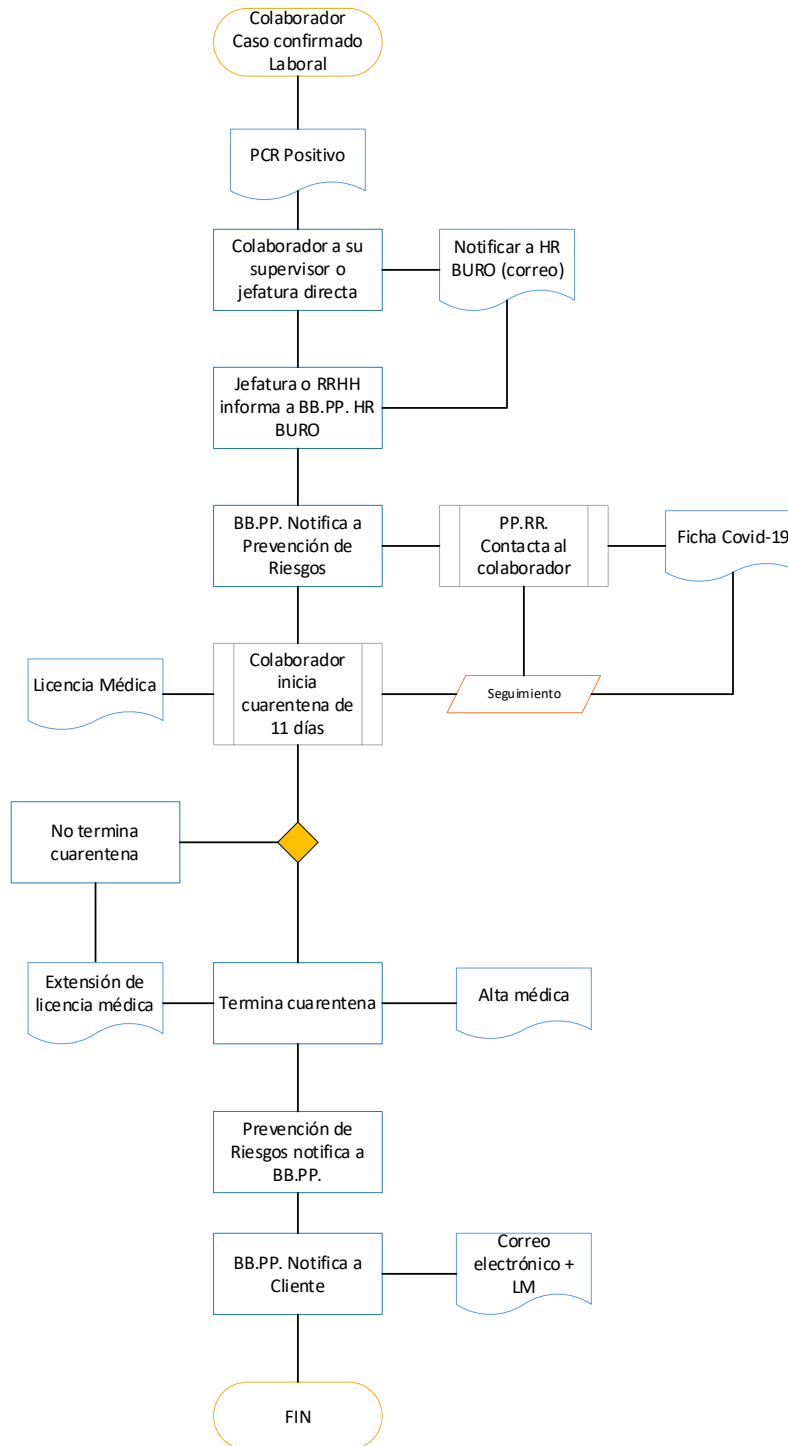 Colaborador
Caso confirmado
Laboral
PCR Positivo
Colaborador a su
supervisor o
jefatura directa
Notificar a HR
BURO (correo)
Jefatura o RRHH
informa a BB.PP. HR
BURO
BB.PP. Notifica a
Prevención de
Riesgos
PP.RR.
Contacta al
colaborador
Ficha Covid-19
Licencia Médica
Colaborador
inicia
cuarentena de
11 días
Seguimiento
No termina
cuarentena
Extensión de
licencia médica
Termina cuarentena
Alta médica
Prevención de
Riesgos notifica a
BB.PP.
BB.PP. Notifica a
Cliente
Correo
electrónico +
LM
FIN